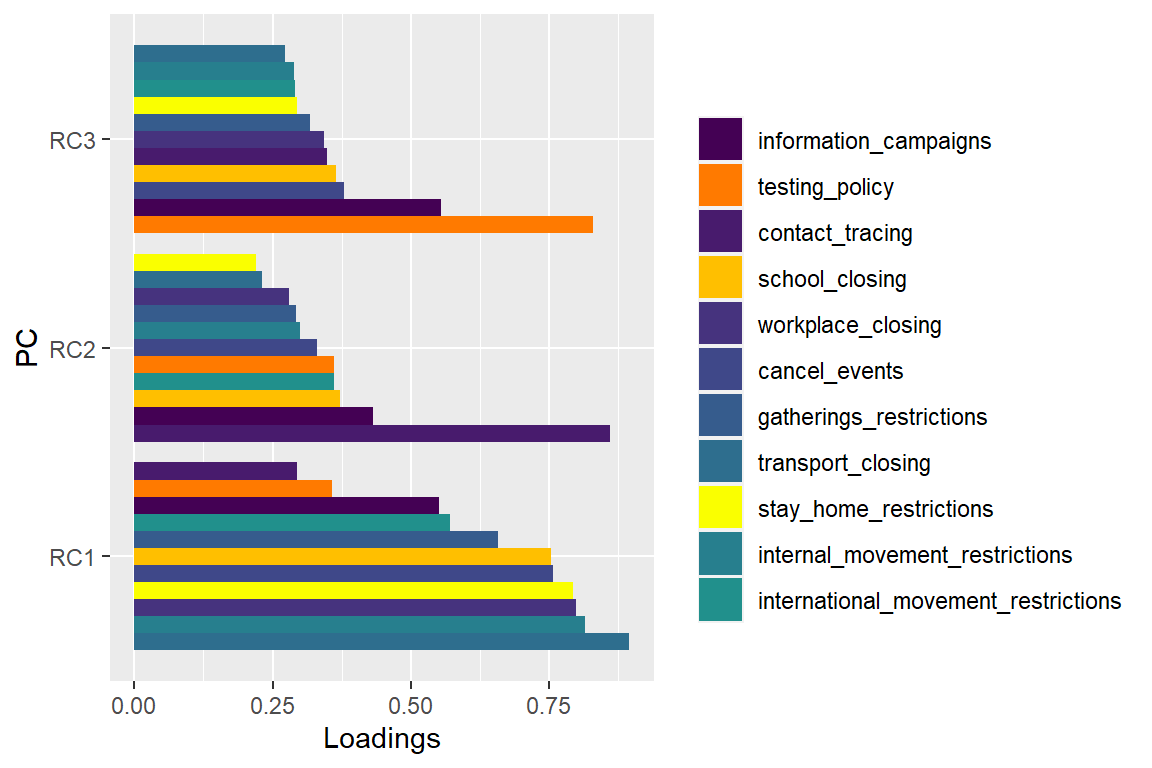 RC3
RC2
RC1
PC
0.00
0.25
0.50
0.75
Loadings
information_campaigns
testing_policy
contact_tracing
school_closing
workplace_closing
cancel_events
gatherings_restrictions
transport_closing
stay_home_restrictions
internal_movement_restrictions
international_movement_restrictions